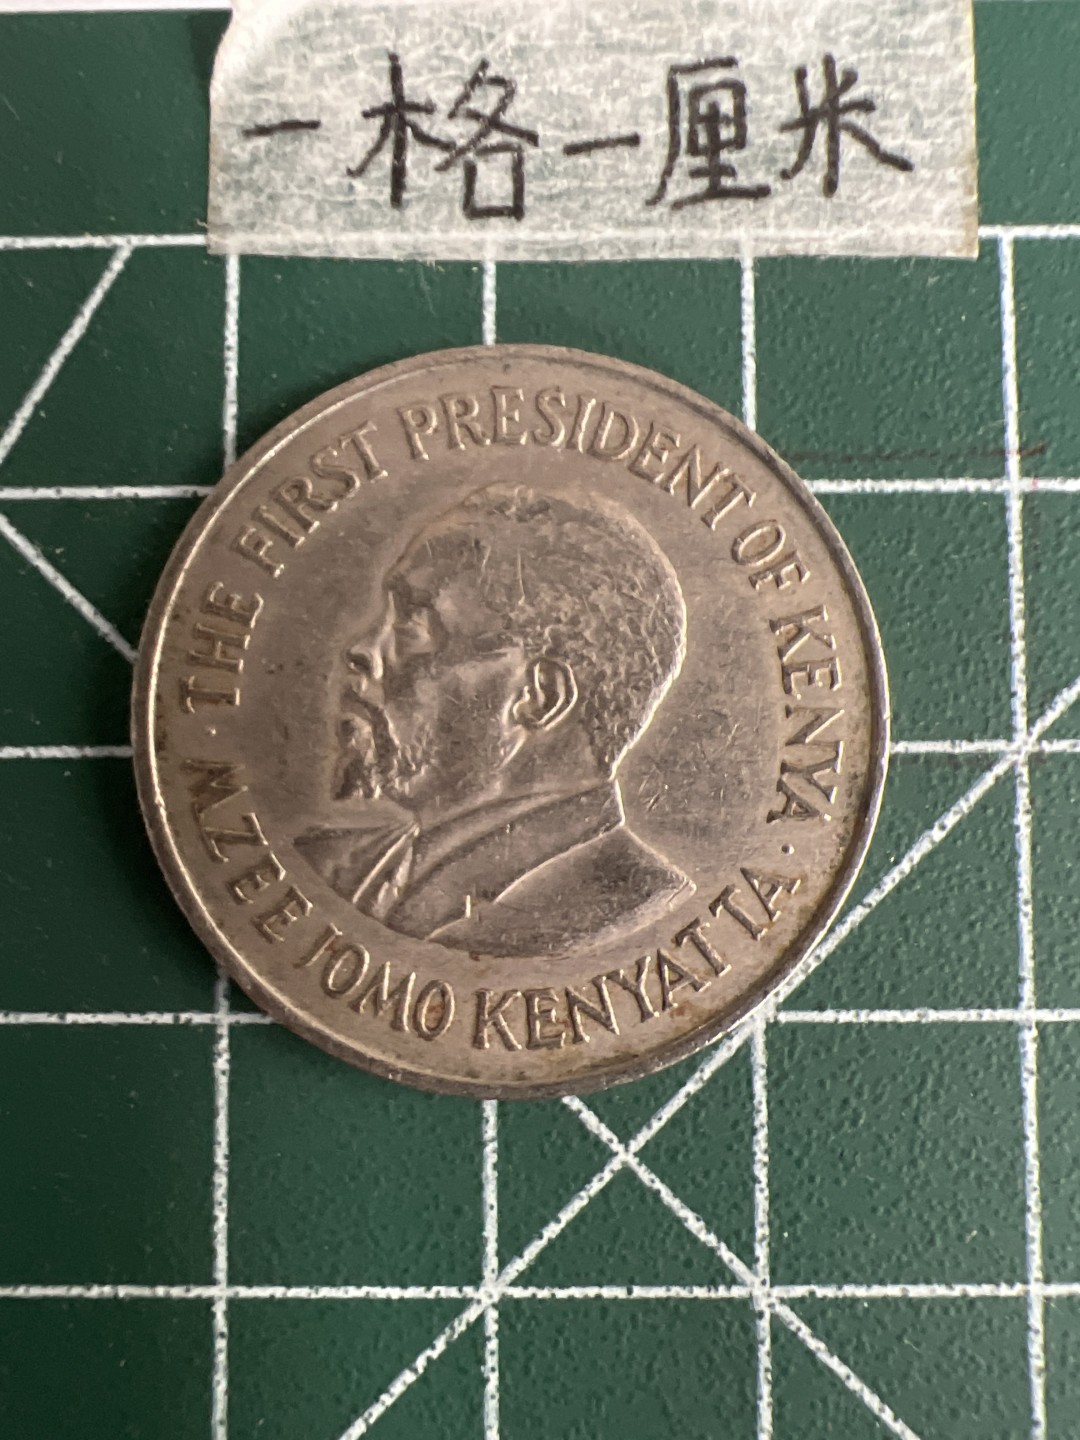 一格一厘米
· THE FIRST PRESIDENT OF KENYA ·
MZEE JOMO KENYATTA